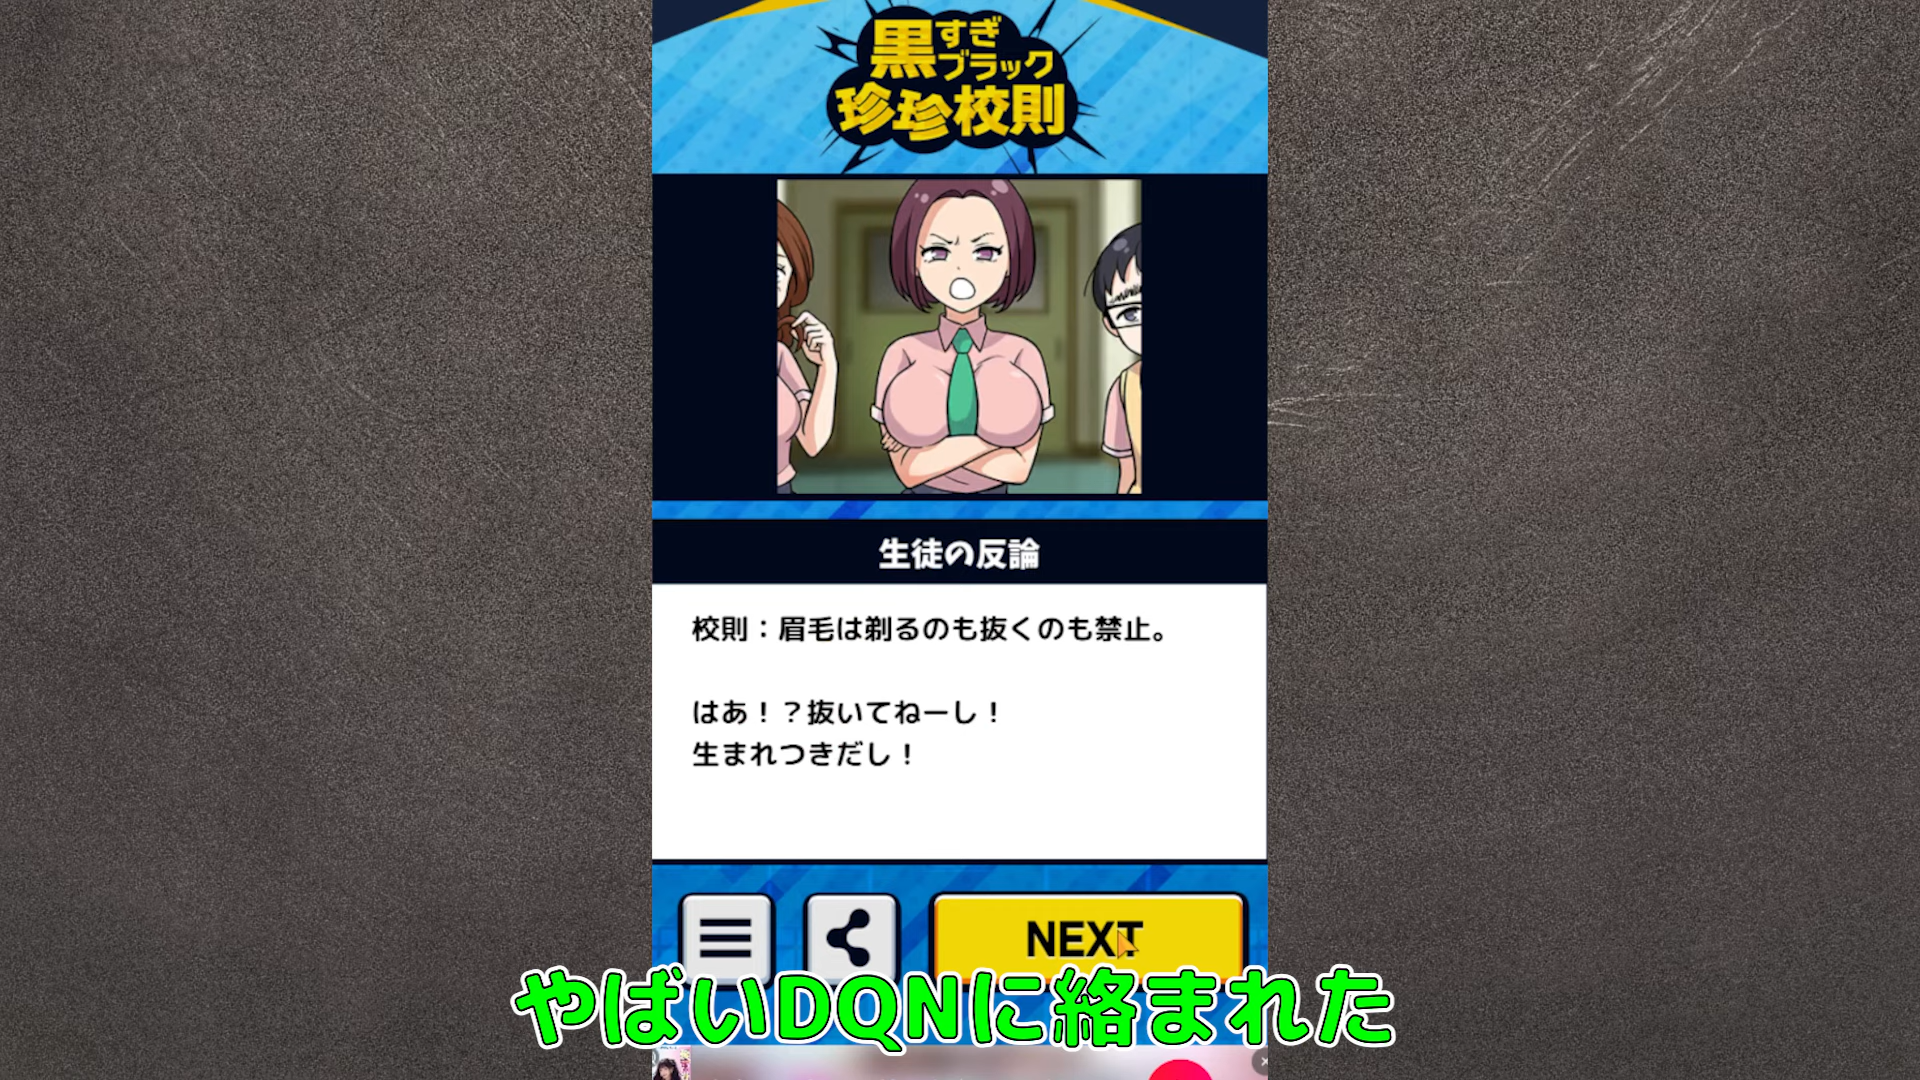 黒すぎ
ブラック
珍珍校則
生徒の反論
校則：眉毛は剃るのも抜くのも禁止。
はあ！？抜いてねーし！
生まれつきだし！
NEXT
やばいDQNに絡まれた